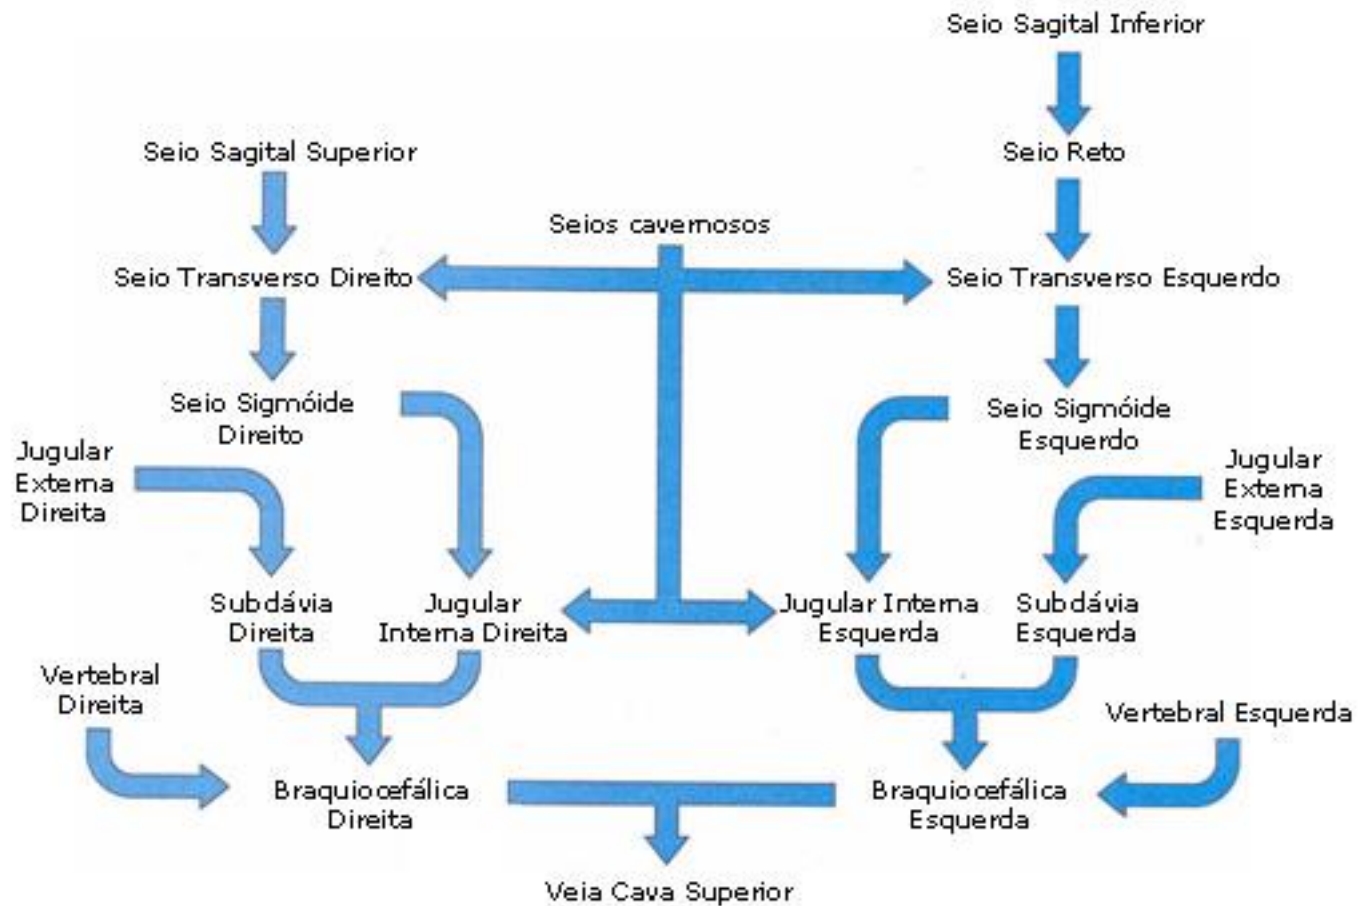 Seio Sagital Inferior
Seio Sagital Superior
Seio Reto
Seios cavernosos
Seio Transverso Direito
Seio Transverso Esquerdo
Seio Sigmóide
Direito
Seio Sigmóide
Esquerdo
Jugular
Externa
Direita
Jugular
Externa
Esquerda
Subdávia
Direita
Jugular
Interna Direita
Jugular Interna
Esquerda
Subdávia
Esquerda
Vertebral
Direita
Vertebral Esquerda
Braquiocefálica
Direita
Braquiocefálica
Esquerda
Veia Cava Superior